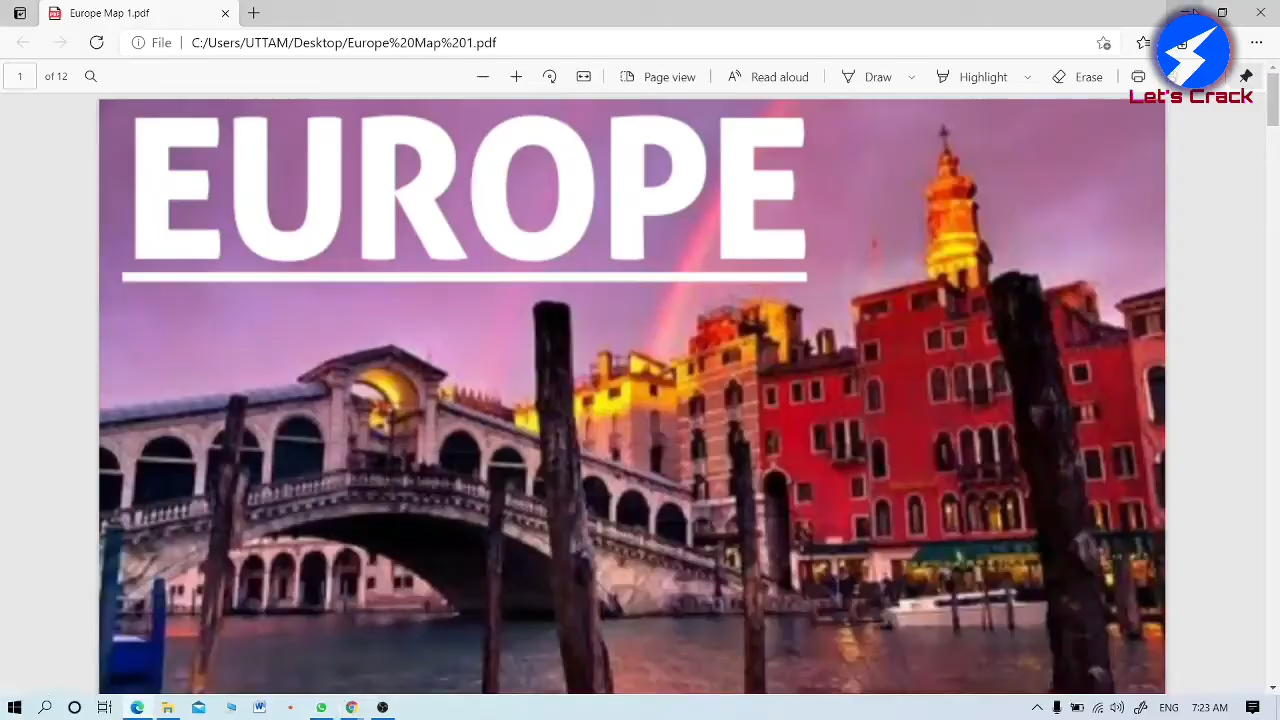 Europe Map 1.pdf
File
C:/Users/UTTAM/Desktop/Europe%20Map%201.pdf
1 of 12
Page view
Read aloud
Draw
Highlight
Erase
Let's Crack
EUROPE
ENG
7:23 AM